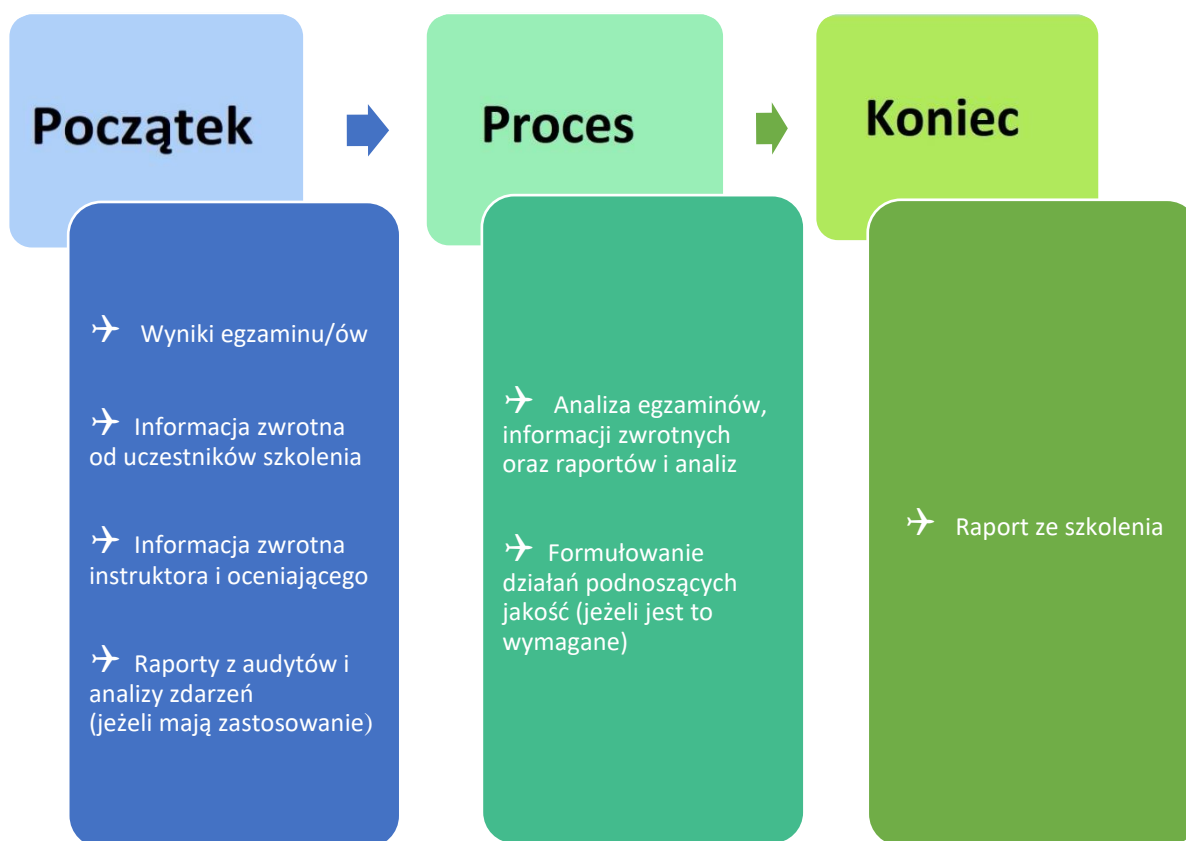 Początek
✈ Wyniki egzaminu/ów
✈ Informacja zwrotna
od uczestników szkolenia
✈ Informacja zwrotna
instruktora i oceniającego
✈ Raporty z audytów i
analizy zdarzeń
(jeżeli mają zastosowanie)
Proces
✈ Analiza egzaminów,
informacji zwrotnych
oraz raportów i analiz
✈ Formułowanie
działań podnoszących
jakość (jeżeli jest to
wymagane)
Koniec
✈ Raport ze szkolenia